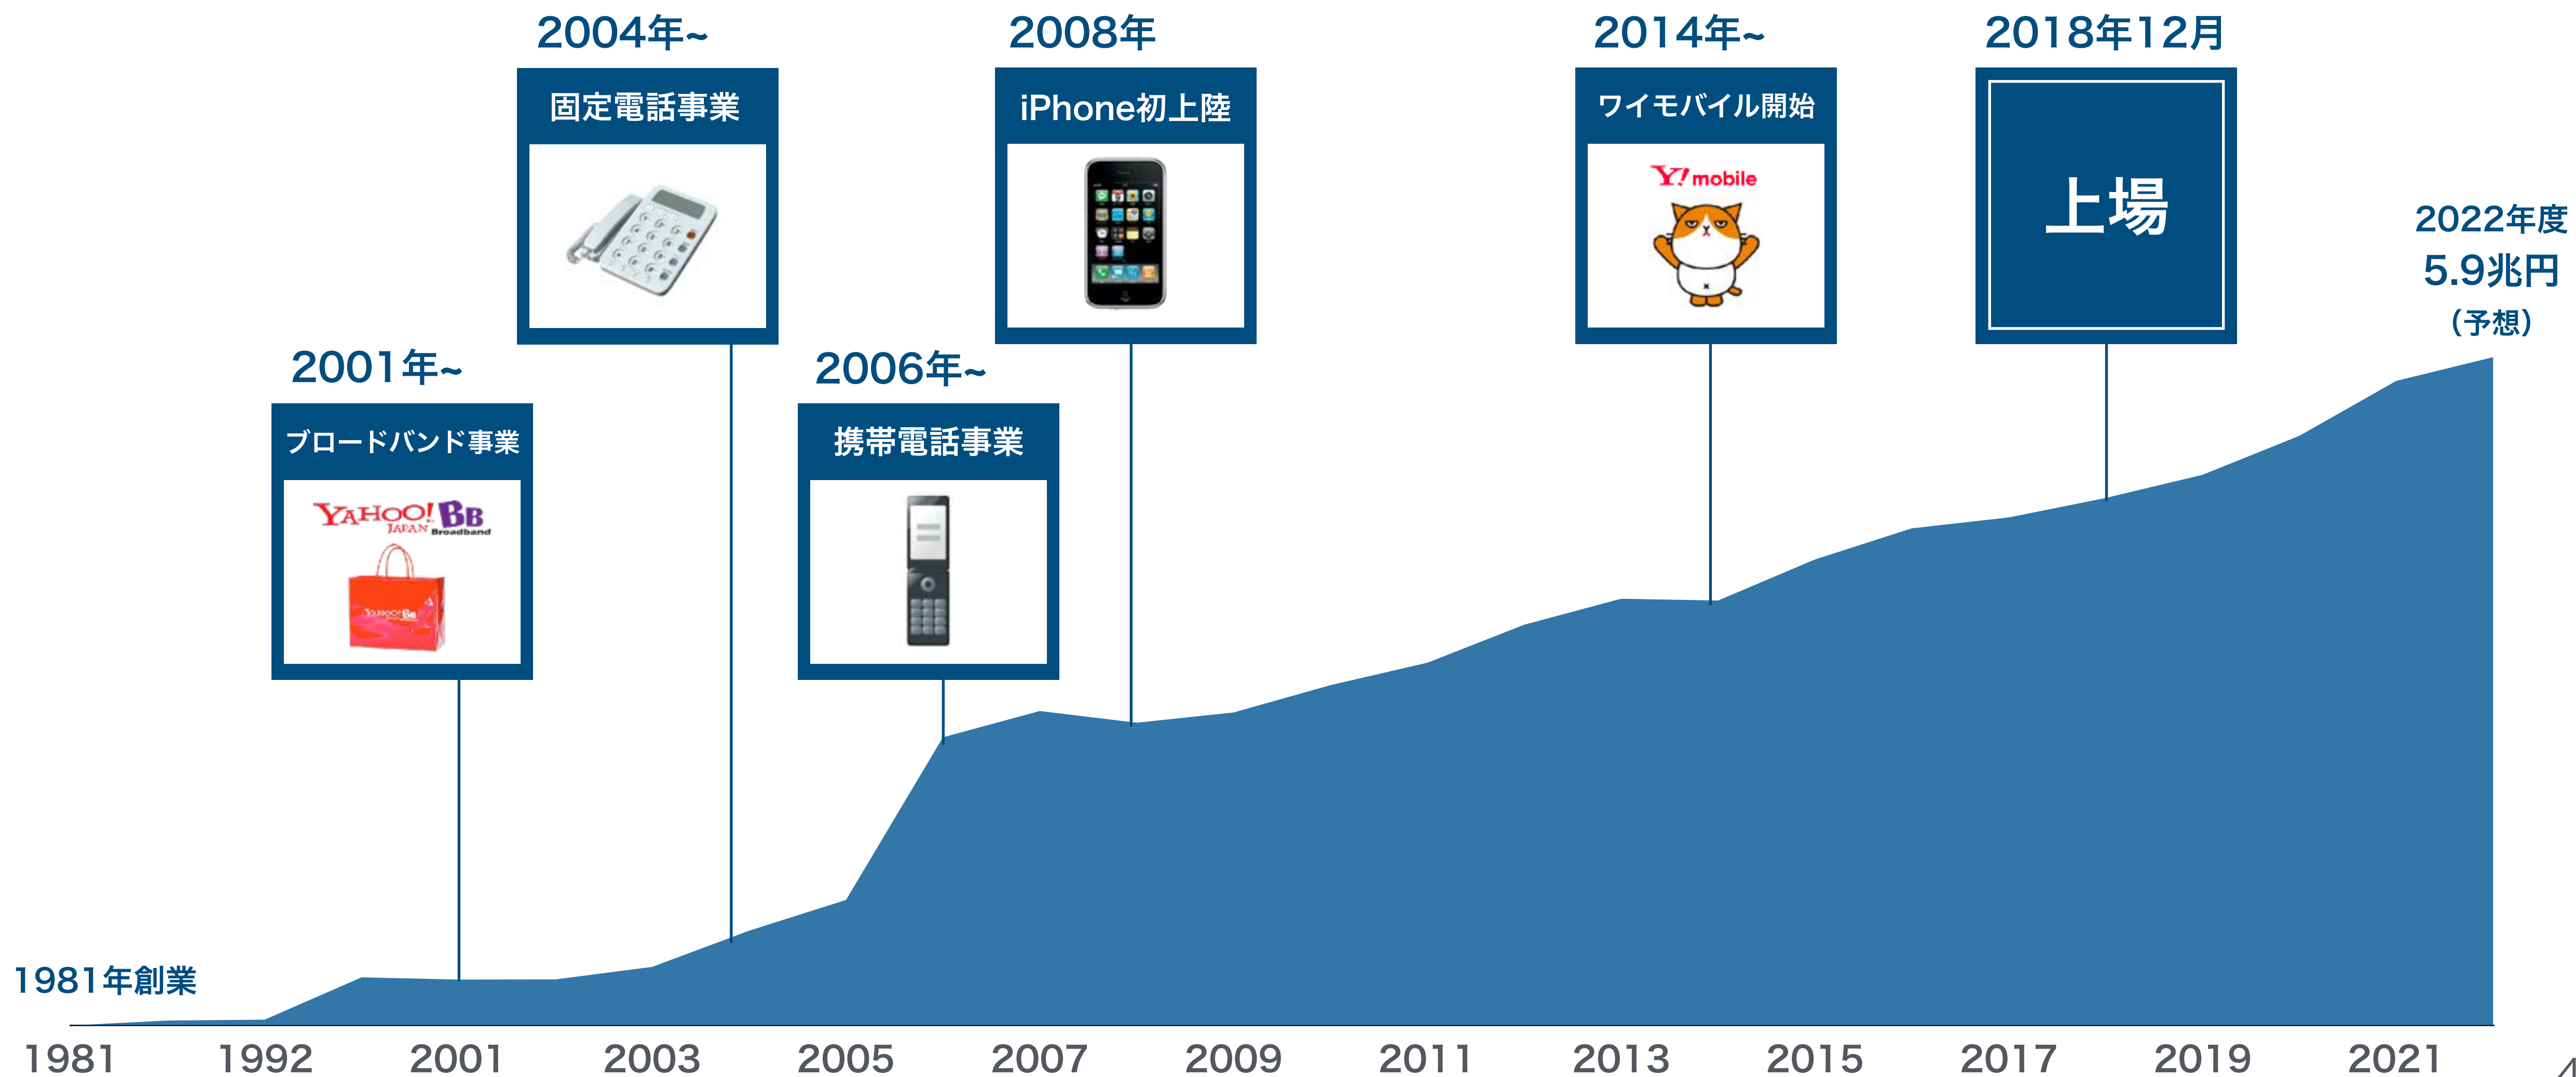 2004年~
固定電話事業
2008年
iPhone初上陸
2014年~
ワイモバイル開始
Y! mobile
2018年12月
上場
2022年度
5.9兆円
(予想)
2001年~
ブロードバンド事業
YAHOO! BB
JAPAN Broadband
YAHOO! BB
2006年~
携帯電話事業
1981年創業
1981 1992 2001 2003 2005 2007 2009 2011 2013 2015 2017 2019 2021